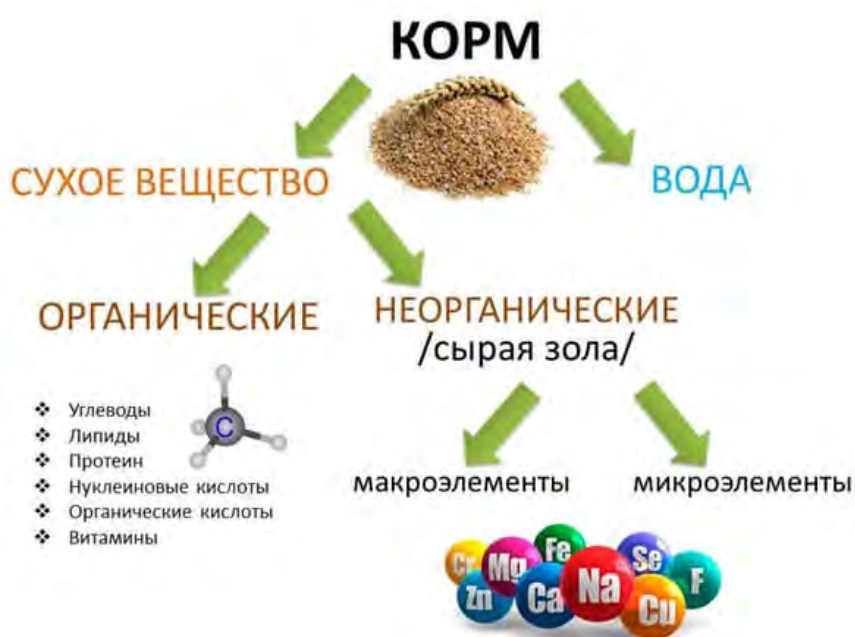 КОРМ
СУХОЕ ВЕЩЕСТВО
ВОДА
ОРГАНИЧЕСКИЕ
НЕОРГАНИЧЕСКИЕ
/сырая зола/
C
❖ Углеводы
❖ Липиды
❖ Протеин
❖ Нуклеиновые кислоты
❖ Органические кислоты
❖ Витамины
макроэлементы
микроэлементы
Cr Mg Fe Se F
Zn Ca Na Cu